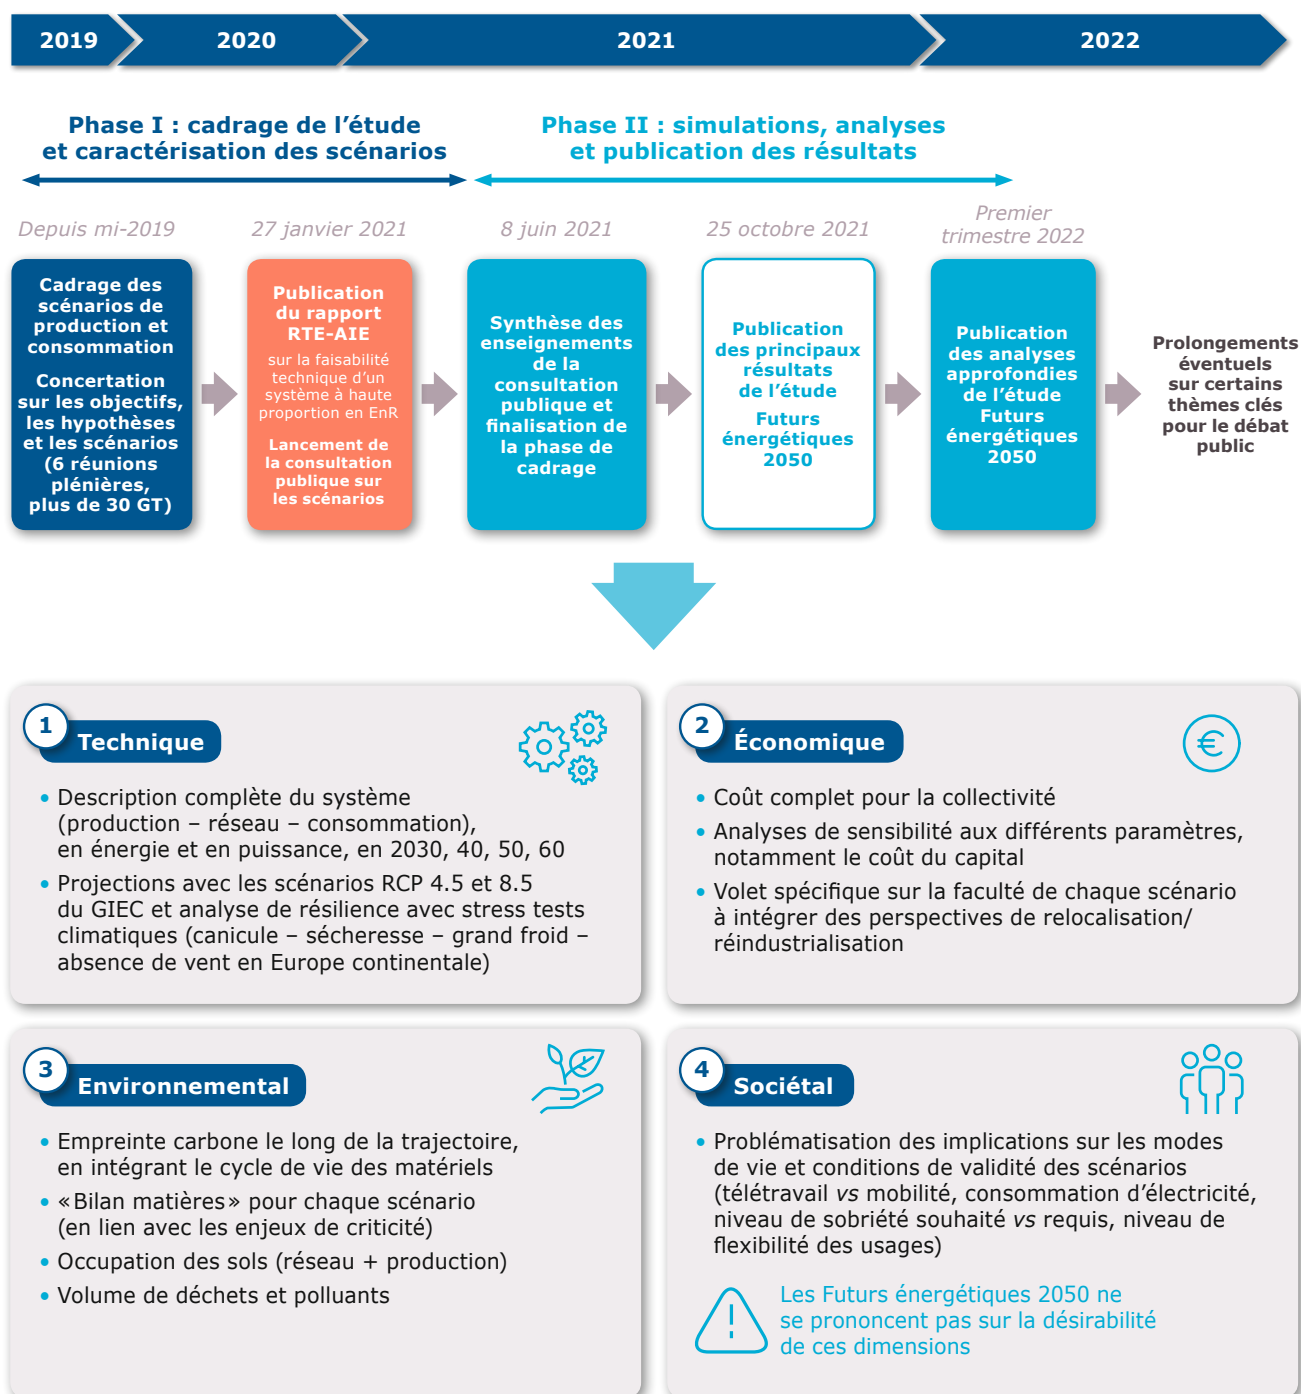 2019
2020
2021
2022
Phase I : cadrage de l’étude
et caractérisation des scénarios
Phase II : simulations, analyses
et publication des résultats
Depuis mi-2019
27 janvier 2021
8 juin 2021
25 octobre 2021
Premier
trimestre 2022
Cadrage des
scénarios de
production et
consommation
Concertation
sur les objectifs,
les hypothèses
et les scénarios
(6 réunions
plénières,
plus de 30 GT)
Publication
du rapport
RTE-AIE
sur la faisabilité
technique d’un
système à haute
proportion en EnR
Lancement de
la consultation
publique sur
les scénarios
Synthèse des
enseignements
de la
consultation
publique et
finalisation de
la phase de
cadrage
Publication
des principaux
résultats
de l’étude
Futurs
énergétiques
2050
Publication
des analyses
approfondies
de l’étude
Futurs
énergétiques
2050
Prolongements
éventuels
sur certains
thèmes clés
pour le débat
public
1
Technique
• Description complète du système
(production – réseau – consommation),
en énergie et en puissance, en 2030, 40, 50, 60
• Projections avec les scénarios RCP 4.5 et 8.5
du GIEC et analyse de résilience avec stress tests
climatiques (canicule – sécheresse – grand froid –
absence de vent en Europe continentale)
2
Économique
€
• Coût complet pour la collectivité
• Analyses de sensibilité aux différents paramètres,
notamment le coût du capital
• Volet spécifique sur la faculté de chaque scénario
à intégrer des perspectives de relocalisation/
réindustrialisation
3
Environnemental
• Empreinte carbone le long de la trajectoire,
en intégrant le cycle de vie des matériels
• «Bilan matières» pour chaque scénario
(en lien avec les enjeux de criticité)
• Occupation des sols (réseau + production)
• Volume de déchets et polluants
4
Sociétal
• Problématisation des implications sur les modes
de vie et conditions de validité des scénarios
(télétravail vs mobilité, consommation d’électricité,
niveau de sobriété souhaité vs requis, niveau de
flexibilité des usages)
Les Futurs énergétiques 2050 ne
se prononcent pas sur la désirabilité
de ces dimensions